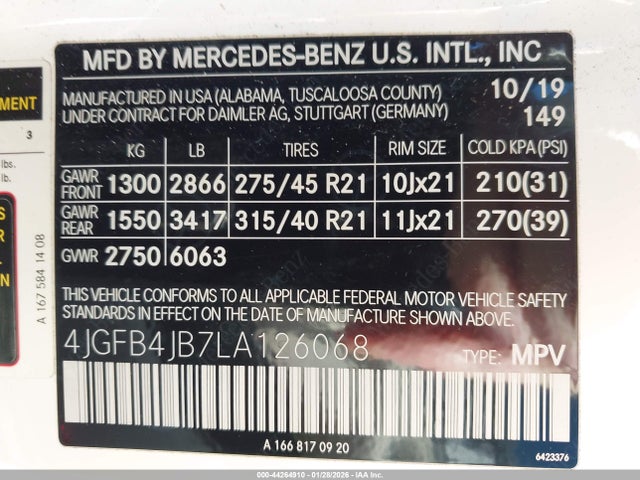 MFD BY MERCEDES-BENZ U.S. INTL., INC
MANUFACTURED IN USA (ALABAMA, TUSCALOOSA COUNTY) 10/19
UNDER CONTRACT FOR DAIMLER AG, STUTTGART (GERMANY) 149
KG LB TIRES RIM SIZE COLD KPA(PSI)
GAWR FRONT 1300 2866 275/45 R21 10Jx21 210(31)
GAWR REAR 1550 3417 315/40 R21 11Jx21 270(39)
GVWR 2750 6063
THIS VEHICLE CONFORMS TO ALL APPLICABLE FEDERAL MOTOR VEHICLE SAFETY
STANDARDS IN EFFECT ON THE DATE OF MANUFACTURE SHOWN ABOVE.
4JGFB4JB7LA126068 TYPE: MPV
A 166 817 09 20
6423376
3
lbs.
lb.
A 167 584 14 08
000-44264910 - 01/28/2026 - IAAI, Inc.